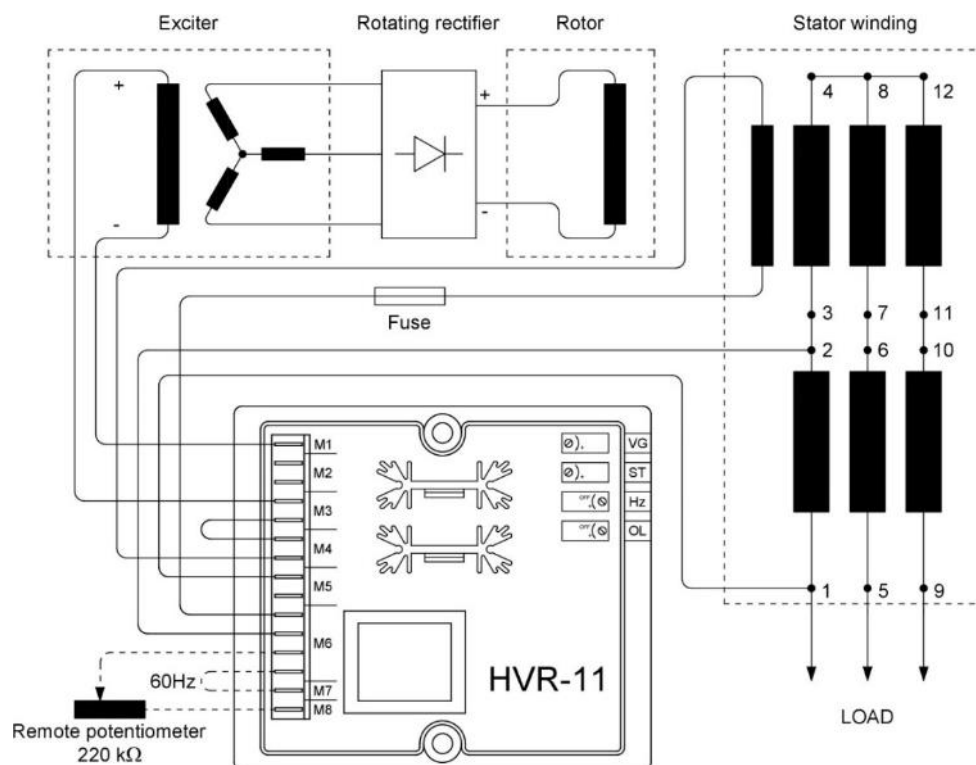 Exciter
Rotating rectifier
Rotor
Stator winding
+
-
+
-
4
8
12
Fuse
3
7
11
2
6
10
M1
M2
M3
M4
M5
M6
M7
M8
VG
ST
OFF
Hz
OFF
OL
1
5
9
60Hz
HVR-11
Remote potentiometer
220 kΩ
LOAD